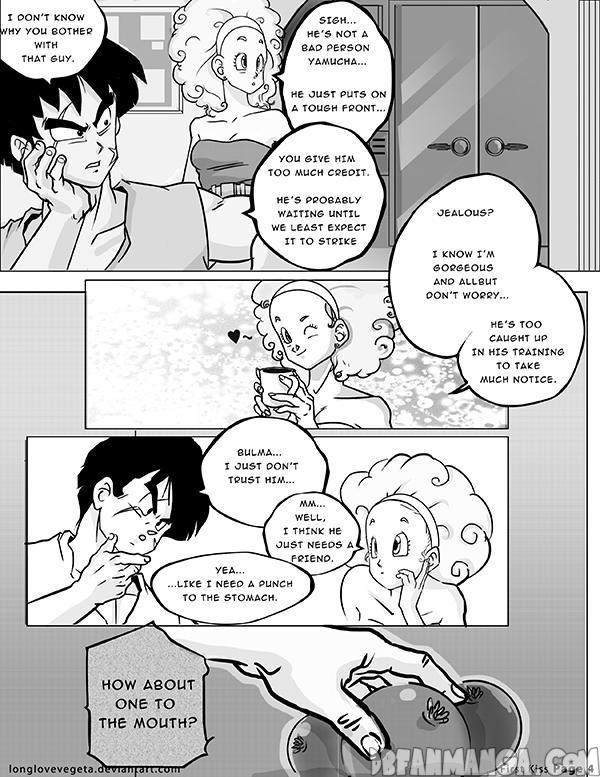 I DON'T KNOW
WHY YOU BOTHER
WITH
THAT GUY.
SIGH...
HE'S NOT A
BAD PERSON
YAMUCHA...
HE JUST PUTS ON
A TOUGH FRONT...
YOU GIVE HIM
TOO MUCH CREDIT.
HE'S PROBABLY
WAITING UNTIL
WE LEAST EXPECT
IT TO STRIKE
JEALOUS?
I KNOW I'M
GORGEOUS
AND ALLBUT
DON'T WORRY...
HE'S TOO
CAUGHT UP
IN HIS TRAINING
TO TAKE
MUCH NOTICE.
BULMA...
I JUST DON'T
TRUST HIM...
MM...
WELL,
I THINK HE
JUST NEEDS A
FRIEND.
YEA...
...LIKE I NEED A PUNCH
TO THE STOMACH.
HOW ABOUT
ONE TO
THE MOUTH?
longlovevegeta.deviantart.com
First Kiss Page 4
DBFANMANGA.COM